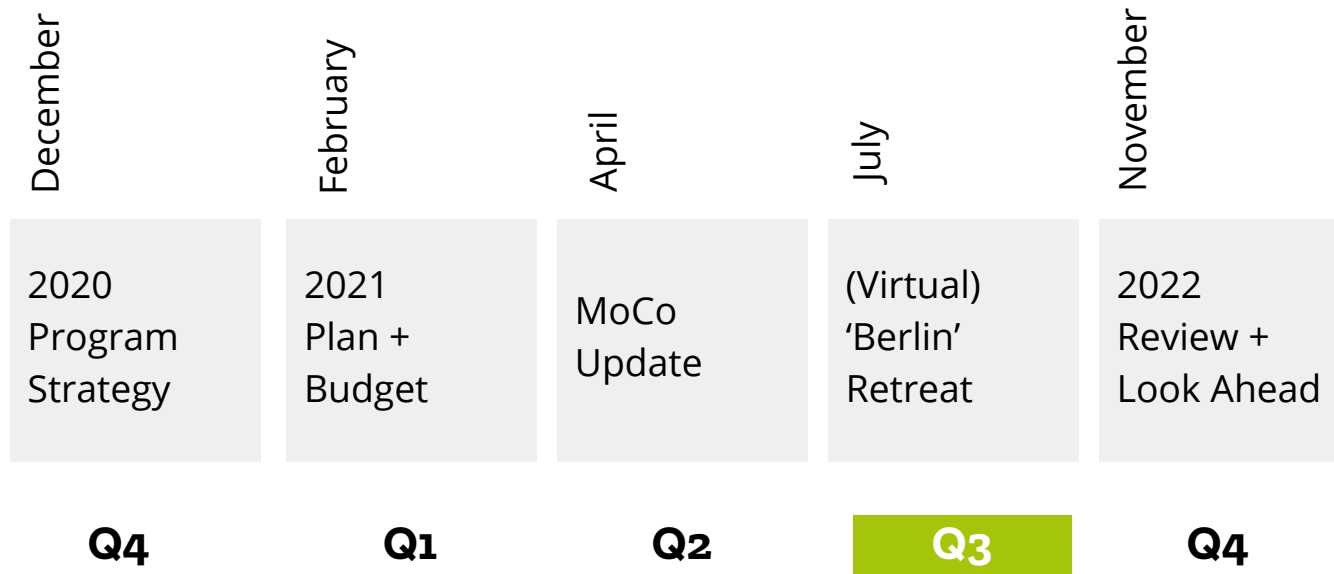 December
February
April
July
November
2020
Program
Strategy
2021
Plan +
Budget
MoCo
Update
(Virtual)
‘Berlin’
Retreat
2022
Review +
Look Ahead
Q4
Q1
Q2
Q3
Q4